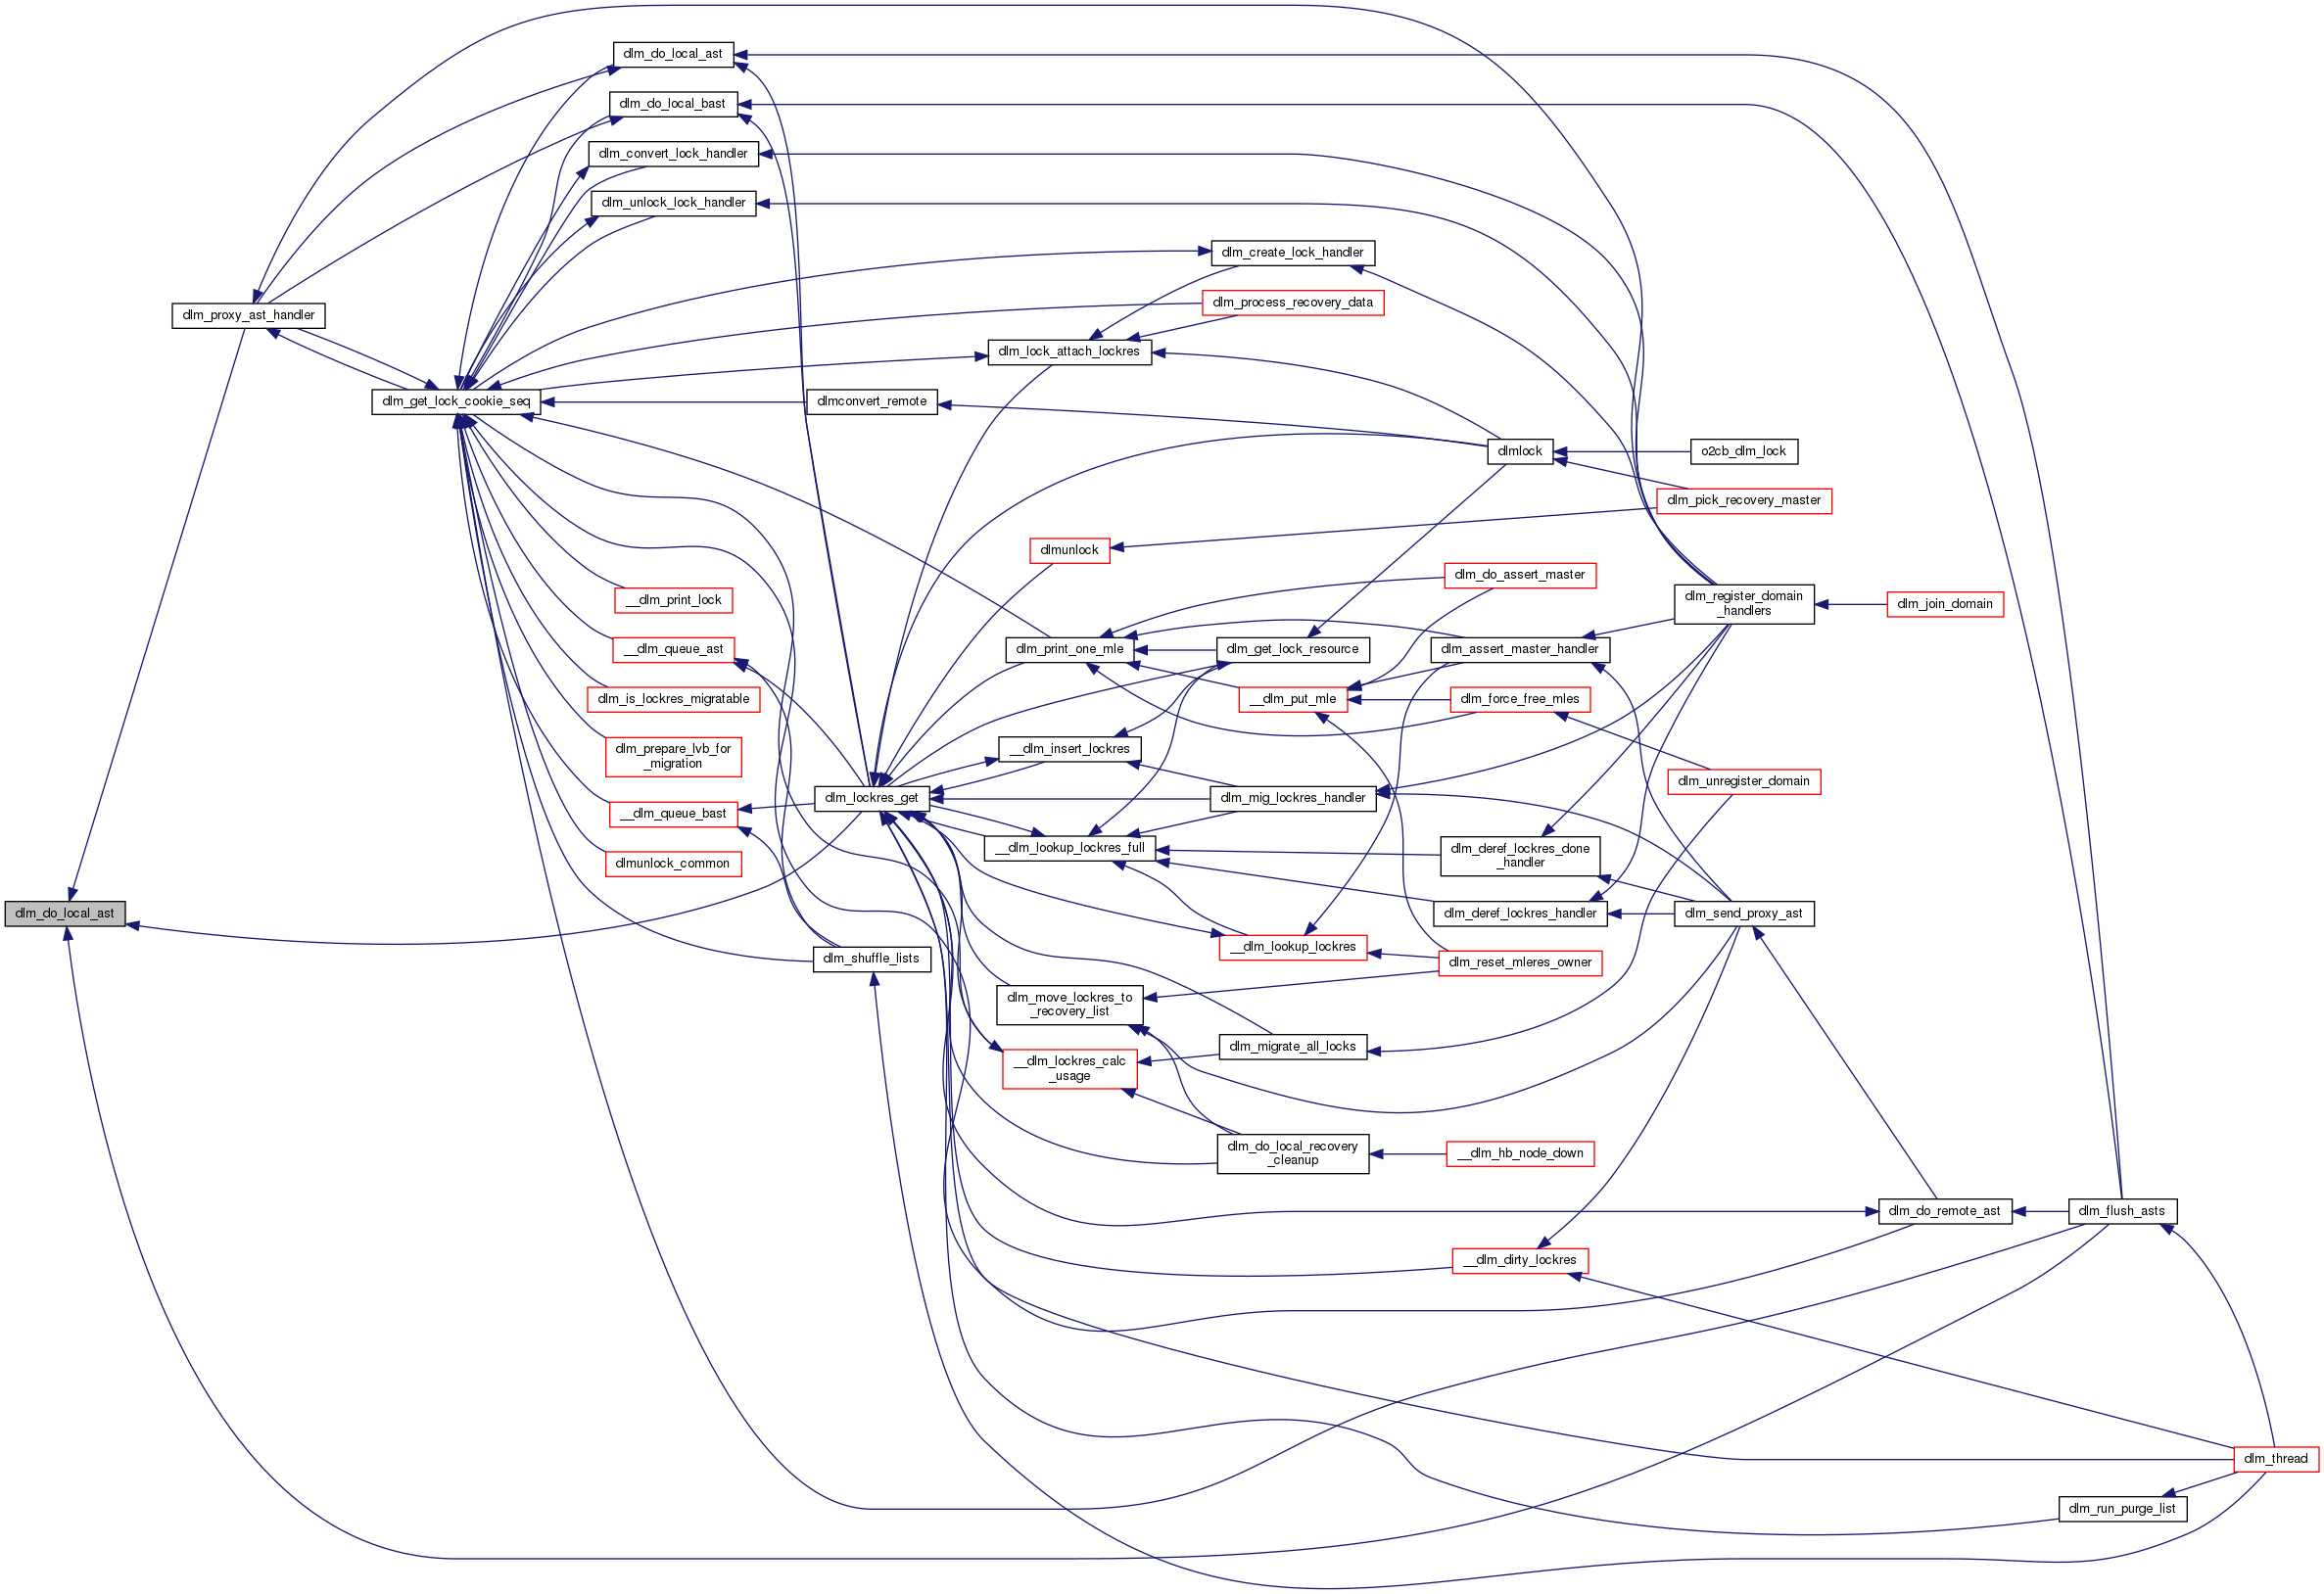 dlm_do_local_ast
dlm_do_local_bast
dlm_convert_lock_handler
dlm_unlock_lock_handler
dlm_create_lock_handler
dlm_process_recovery_data
dlm_proxy_ast_handler
dlm_lock_attach_lockres
dlm_get_lock_cookie_seq
dlmconvert_remote
dlmlock
o2cb_dlm_lock
dlm_pick_recovery_master
dlmunlock
dlm_do_assert_master
__dlm_print_lock
dlm_register_domain
_handlers
dlm_join_domain
__dlm_queue_ast
dlm_print_one_mle
dlm_get_lock_resource
dlm_assert_master_handler
dlm_is_lockres_migratable
__dlm_put_mle
dlm_force_free_mles
dlm_prepare_lvb_for
_migration
__dlm_insert_lockres
dlm_unregister_domain
dlm_lockres_get
dlm_mig_lockres_handler
__dlm_queue_bast
__dlm_lookup_lockres_full
dlm_deref_lockres_done
_handler
dlmunlock_common
dlm_do_local_ast
dlm_deref_lockres_handler
dlm_send_proxy_ast
__dlm_lookup_lockres
dlm_shuffle_lists
dlm_reset_mleres_owner
dlm_move_lockres_to
_recovery_list
dlm_migrate_all_locks
__dlm_lockres_calc
_usage
dlm_do_local_recovery
_cleanup
__dlm_hb_node_down
dlm_do_remote_ast
dlm_flush_asts
__dlm_dirty_lockres
dlm_thread
dlm_run_purge_list